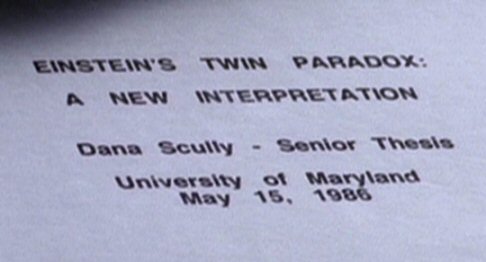 EINSTEIN'S TWIN PARADOX:
A NEW INTERPRETATION
Dana Scully - Senior Thesis
University of Maryland
May 15, 1986